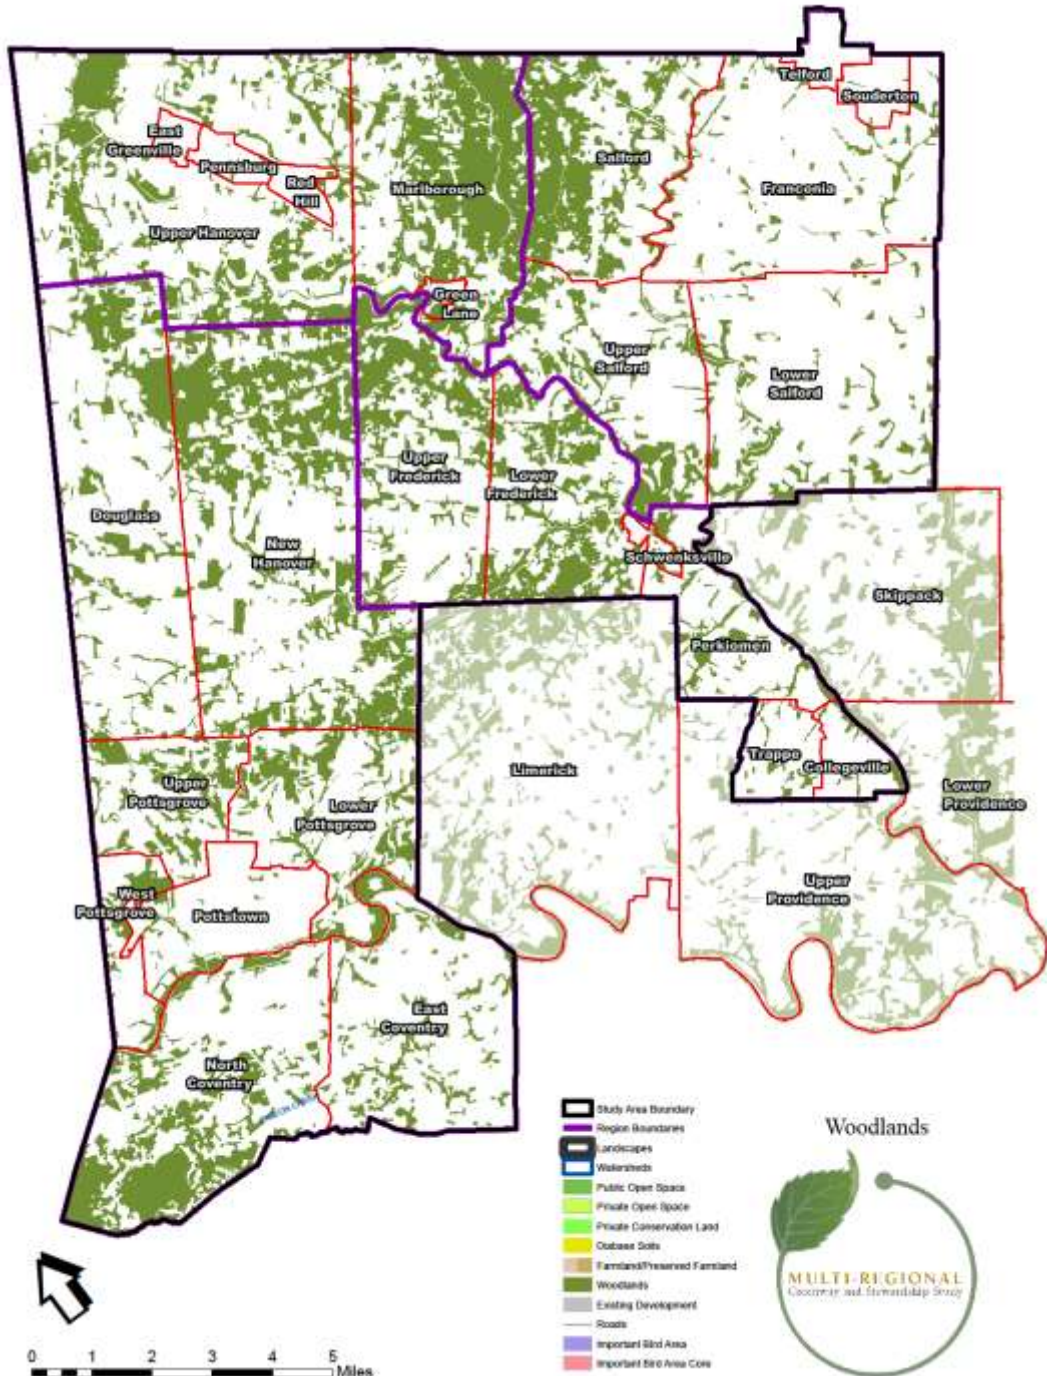 Telford
Souderton
East
Greenville
Pennsburg
Red
Hill
Marlborough
Salford
Franconia
Upper Hanover
Green
Lane
Upper
Salford
Lower
Salford
Upper
Frederick
Lower
Frederick
Douglass
New
Hanover
Schwenksville
Skippack
Perkiomen
Trappe
Collegeville
Limerick
Lower
Providence
Upper
Pottsgrove
Lower
Pottsgrove
Upper
Providence
West
Pottsgrove
Pottstown
East
Coventry
North
Coventry
Study Area Boundary
Region Boundaries
Landscapes
Watersheds
Public Open Space
Private Open Space
Private Conservation Land
Diabase Soils
Farmland/Preserved Farmland
Woodlands
Existing Development
Roads
Important Bird Area
Important Bird Area Core
Woodlands
MULTI-REGIONAL
Greenway and Stewardship Study
0 1 2 3 4 5
Miles